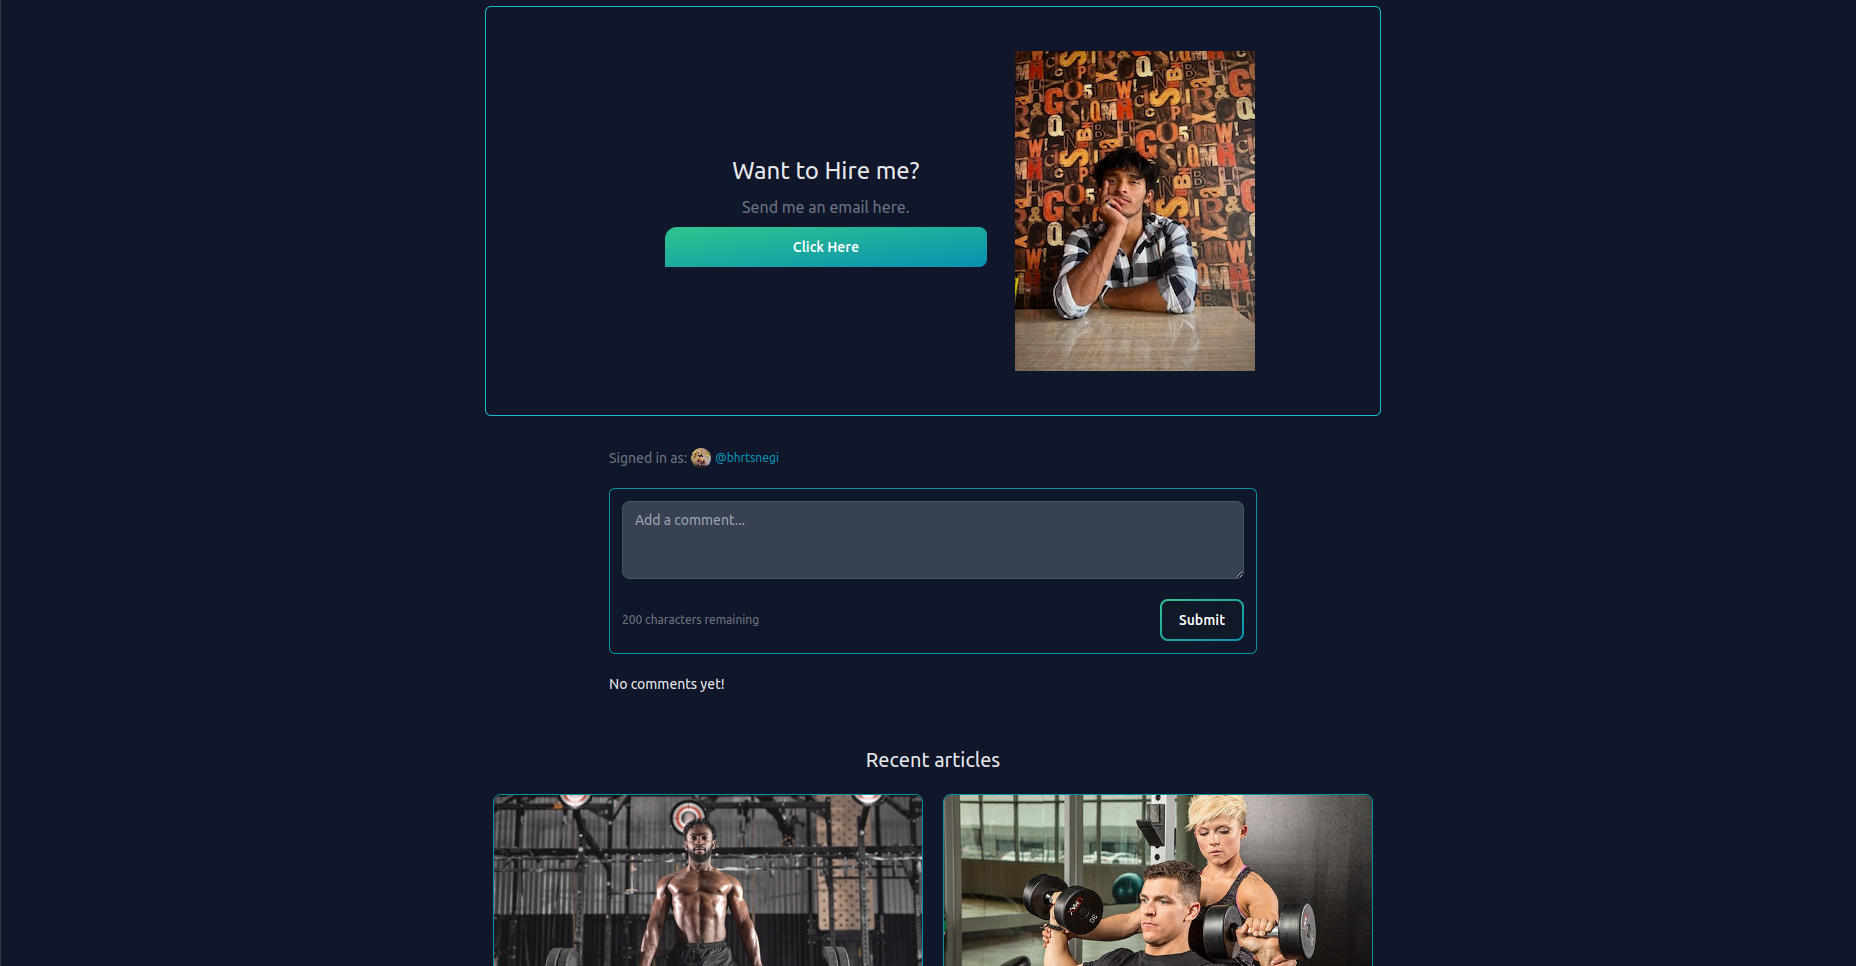 Want to Hire me?
Send me an email here.
Click Here
Signed in as: @bhrtsnegi
Add a comment...
200 characters remaining
Submit
No comments yet!
Recent articles